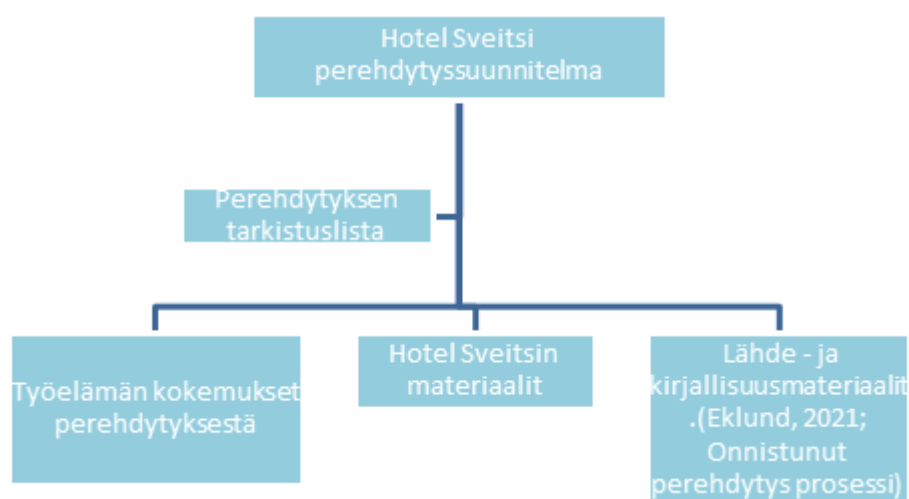 Hotel Sveitsi
perehdytyssuunnitelma
Perehdytyksen
tarkistuslista
Työelämän kokemukset
perehdytyksestä
Hotel Sveitsin
materiaalit
Lähde - ja
kirjallisuusmateriaalit
.(Eklund, 2021;
Onnistunut
perehdytys prosessi)